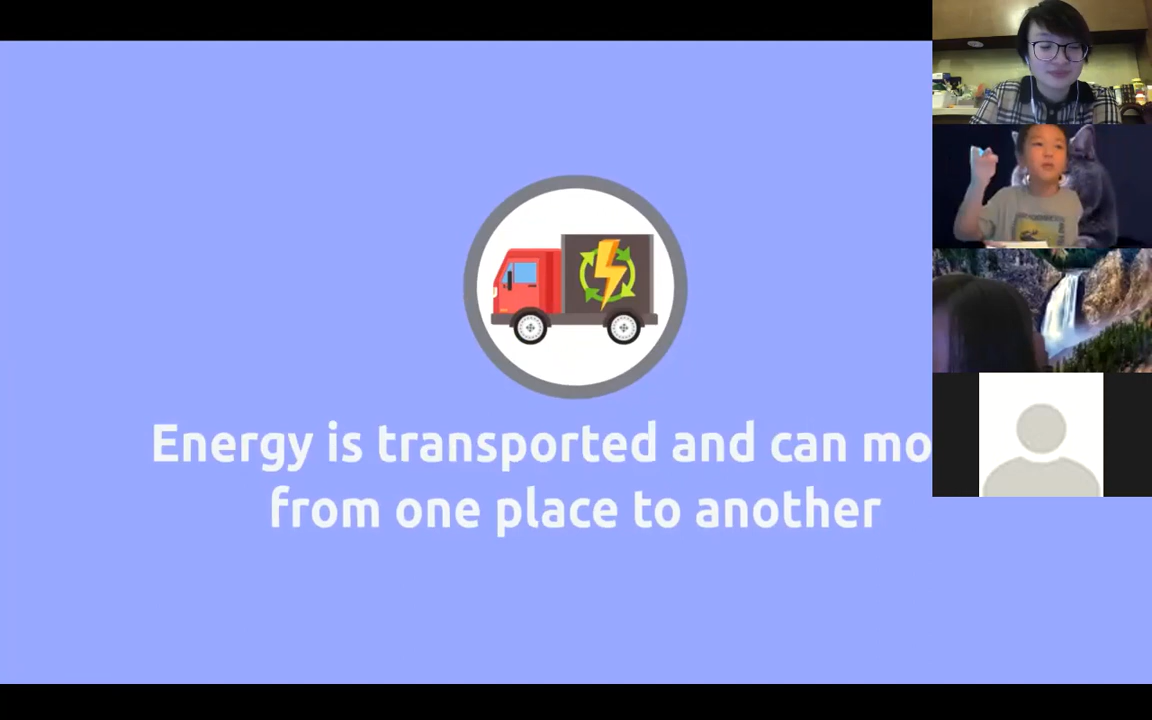 Energy is transported and can mo
from one place to another